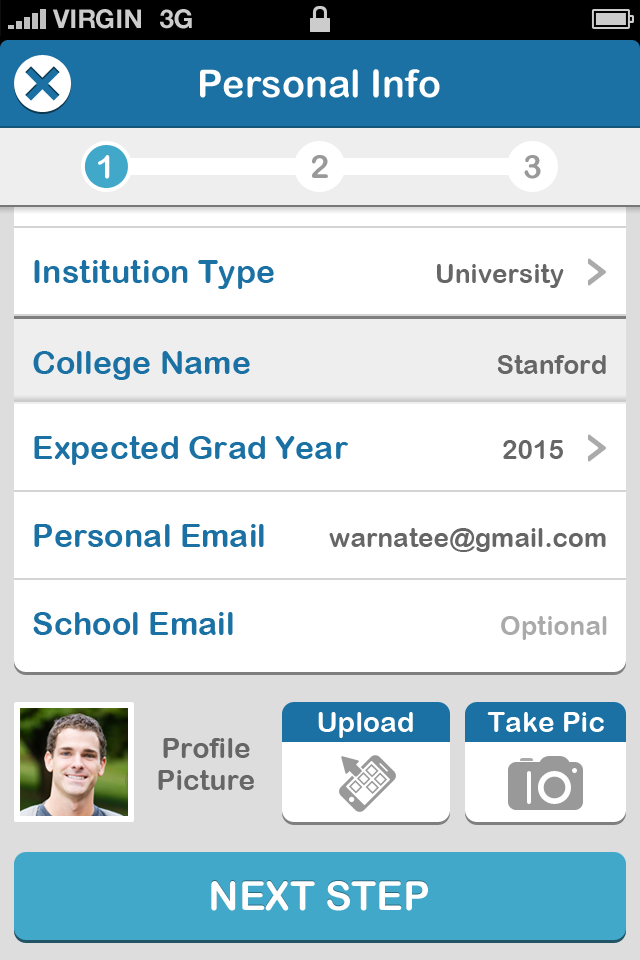 VIRGIN 3G
Personal Info
1 2 3
Institution Type University
College Name Stanford
Expected Grad Year 2015
Personal Email warnatee@gmail.com
School Email Optional
Profile
Picture
Upload
Take Pic
NEXT STEP